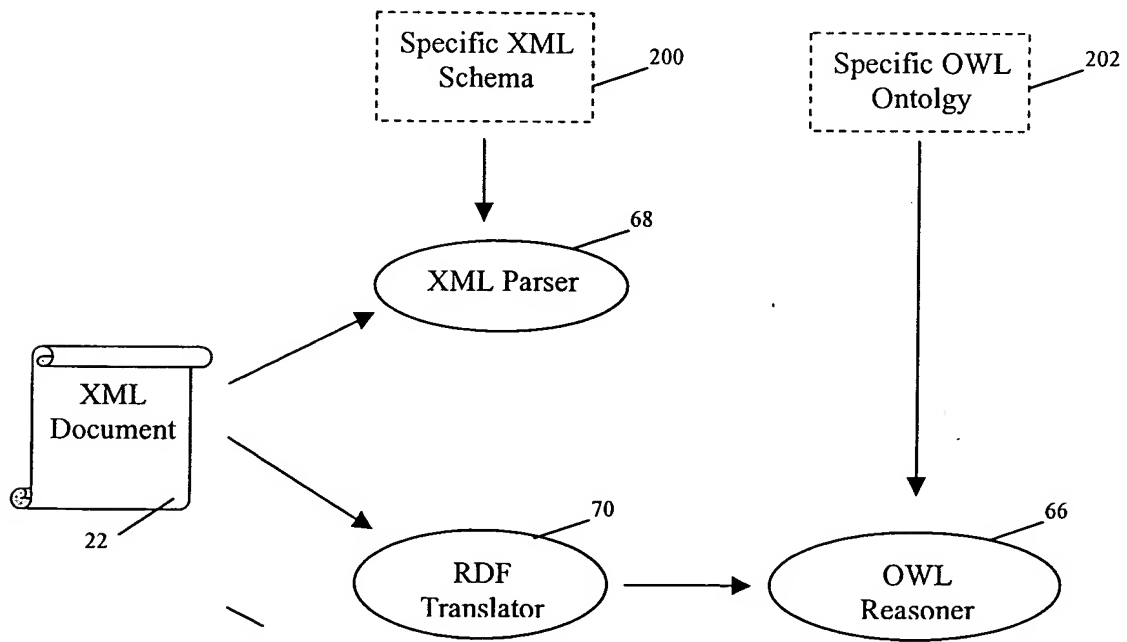 Specific XML
Schema
200
Specific OWL
Ontolgy
202
68
XML Parser
XML
Document
22
70
RDF
Translator
66
OWL
Reasoner